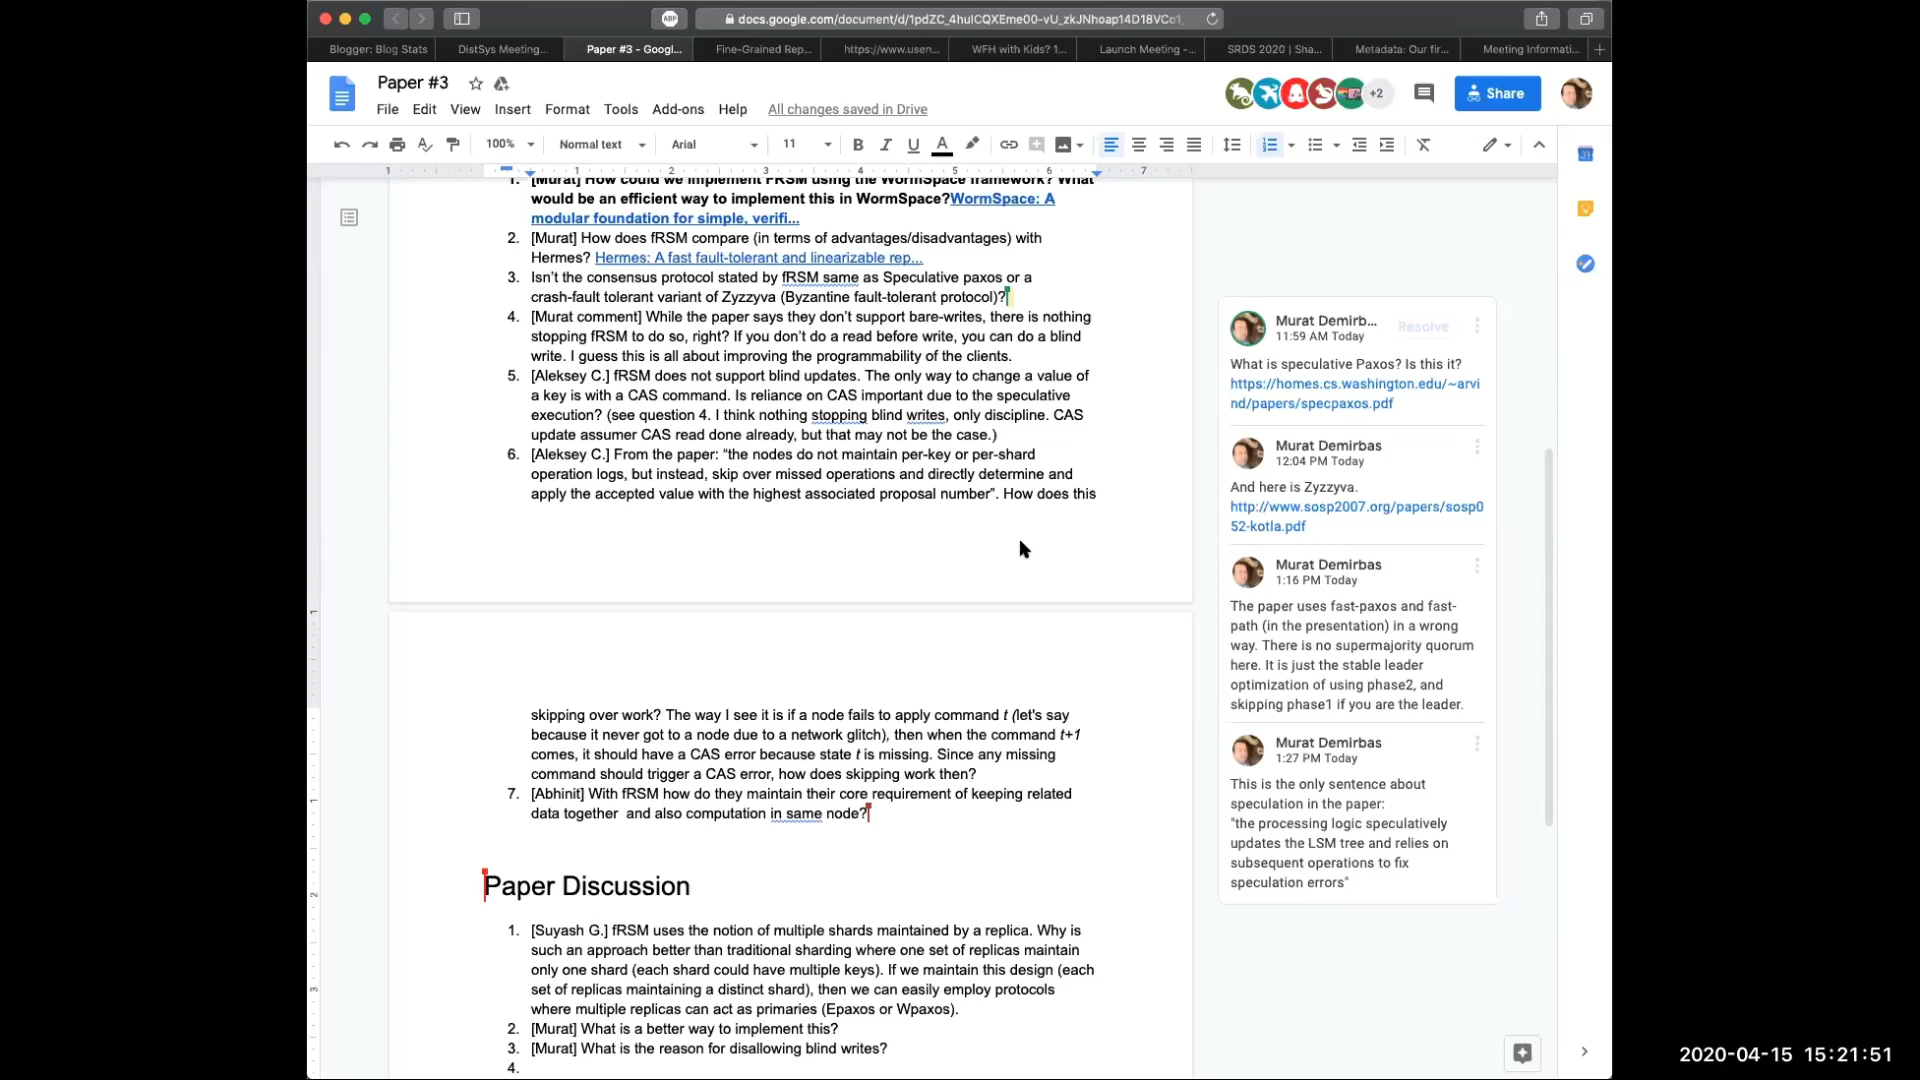 ABP
docs.google.com/document/d/1pdZC_4hulCQXEme00-vU_zkJNhoap14D18VCo1_
Blogger: Blog Stats
DistSys Meeting...
Paper #3 - Googl...
Fine-Grained Rep...
https://www.usen...
WFH with Kids? 1...
Launch Meeting -...
SRDS 2020 | Sha...
Metadata: Our fir...
Meeting Informati...
Paper #3
File Edit View Insert Format Tools Add-ons Help All changes saved in Drive
+2
Share
100% Normal text Arial 11
1 1 2 3 4 5 6 7
1. [Murat] How could we implement FRSM using the WormSpace framework? What
would be an efficient way to implement this in WormSpace?WormSpace: A
modular foundation for simple, verifi...
2. [Murat] How does fRSM compare (in terms of advantages/disadvantages) with
Hermes? Hermes: A fast fault-tolerant and linearizable rep...
3. Isn't the consensus protocol stated by fRSM same as Speculative paxos or a
crash-fault tolerant variant of Zyzzyva (Byzantine fault-tolerant protocol)?
4. [Murat comment] While the paper says they don't support bare-writes, there is nothing
stopping fRSM to do so, right? If you don't do a read before write, you can do a blind
write. I guess this is all about improving the programmability of the clients.
5. [Aleksey C.] fRSM does not support blind updates. The only way to change a value of
a key is with a CAS command. Is reliance on CAS important due to the speculative
execution? (see question 4. I think nothing stopping blind writes, only discipline. CAS
update assumer CAS read done already, but that may not be the case.)
6. [Aleksey C.] From the paper: “the nodes do not maintain per-key or per-shard
operation logs, but instead, skip over missed operations and directly determine and
apply the accepted value with the highest associated proposal number”. How does this
skipping over work? The way I see it is if a node fails to apply command t (let's say
because it never got to a node due to a network glitch), then when the command t+1
comes, it should have a CAS error because state t is missing. Since any missing
command should trigger a CAS error, how does skipping work then?
7. [Abhinit] With fRSM how do they maintain their core requirement of keeping related
data together and also computation in same node?
Paper Discussion
1. [Suyash G.] fRSM uses the notion of multiple shards maintained by a replica. Why is
such an approach better than traditional sharding where one set of replicas maintain
only one shard (each shard could have multiple keys). If we maintain this design (each
set of replicas maintaining a distinct shard), then we can easily employ protocols
where multiple replicas can act as primaries (Epaxos or Wpaxos).
2. [Murat] What is a better way to implement this?
3. [Murat] What is the reason for disallowing blind writes?
4.
Murat Demirb...
Resolve
11:59 AM Today
What is speculative Paxos? Is this it?
https://homes.cs.washington.edu/~arvi
nd/papers/specpaxos.pdf
Murat Demirbas
12:04 PM Today
And here is Zyzzyva.
http://www.sosp2007.org/papers/sosp0
52-kotla.pdf
Murat Demirbas
1:16 PM Today
The paper uses fast-paxos and fast-
path (in the presentation) in a wrong
way. There is no supermajority quorum
here. It is just the stable leader
optimization of using phase2, and
skipping phase1 if you are the leader.
Murat Demirbas
1:27 PM Today
This is the only sentence about
speculation in the paper:
"the processing logic speculatively
updates the LSM tree and relies on
subsequent operations to fix
speculation errors"
31
2020-04-15 15:21:51